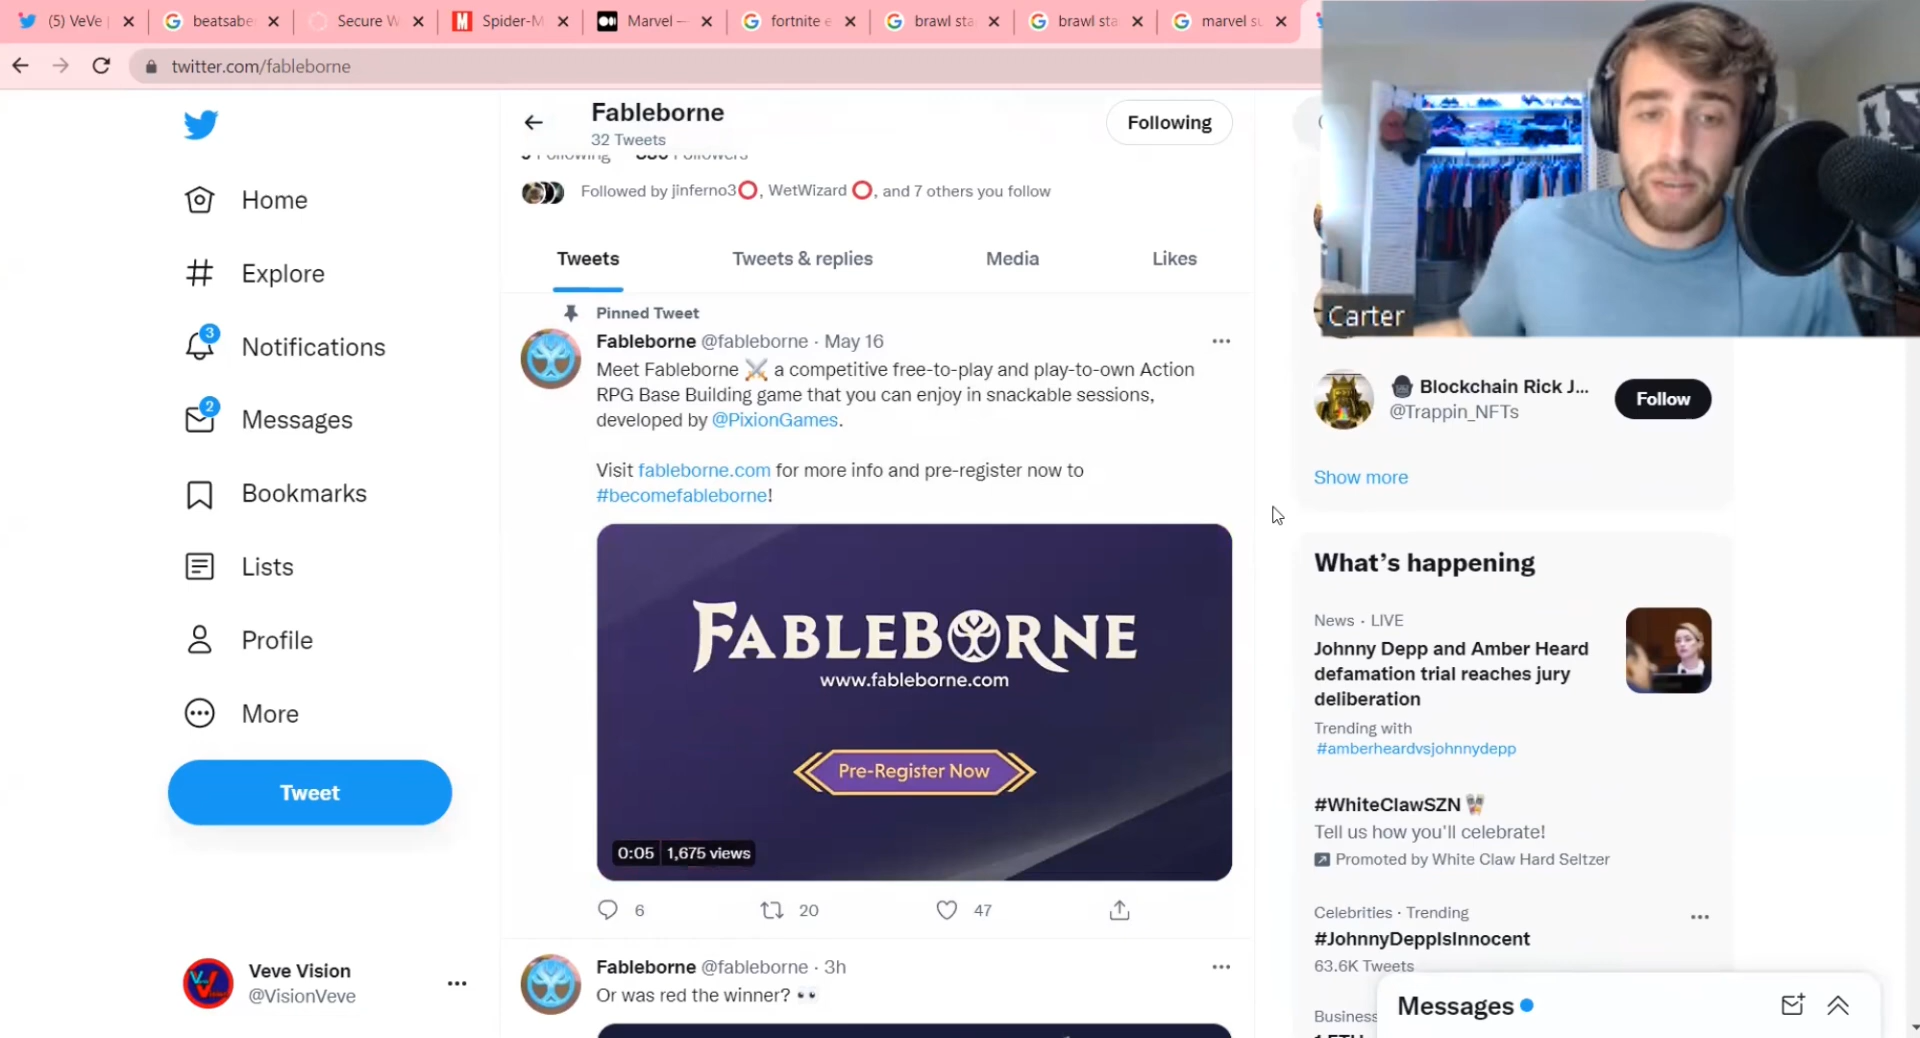 (5) VeVe
beatsabe
Secure W
Spider-M
Marvel —
fortnite e
brawl sta
brawl sta
marvel su
twitter.com/fableborne
Fableborne
32 Tweets
Following
Following
Followers
Followed by jinferno3⭕, WetWizard ⭕, and 7 others you follow
Home
Explore
3
Notifications
2
Messages
Bookmarks
Lists
Profile
More
Tweet
Veve Vision
@VisionVeve
Tweets
Tweets & replies
Media
Likes
Pinned Tweet
Fableborne @fableborne · May 16
Meet Fableborne ⚔️ a competitive free-to-play and play-to-own Action
RPG Base Building game that you can enjoy in snackable sessions,
developed by @PixionGames.
Visit fableborne.com for more info and pre-register now to
#becomefableborne!
FABLEBORNE
www.fableborne.com
Pre-Register Now
0:05 1,675 views
6
20
47
Fableborne @fableborne · 3h
Or was red the winner? 👀
Carter
Blockchain Rick J...
@Trappin_NFTs
Follow
Show more
What's happening
News · LIVE
Johnny Depp and Amber Heard
defamation trial reaches jury
deliberation
Trending with
#amberheardvsjohnnydepp
#WhiteClawSZN
Tell us how you'll celebrate!
Promoted by White Claw Hard Seltzer
Celebrities · Trending
#JohnnyDeppIsInnocent
63.6K Tweets
Business
Messages